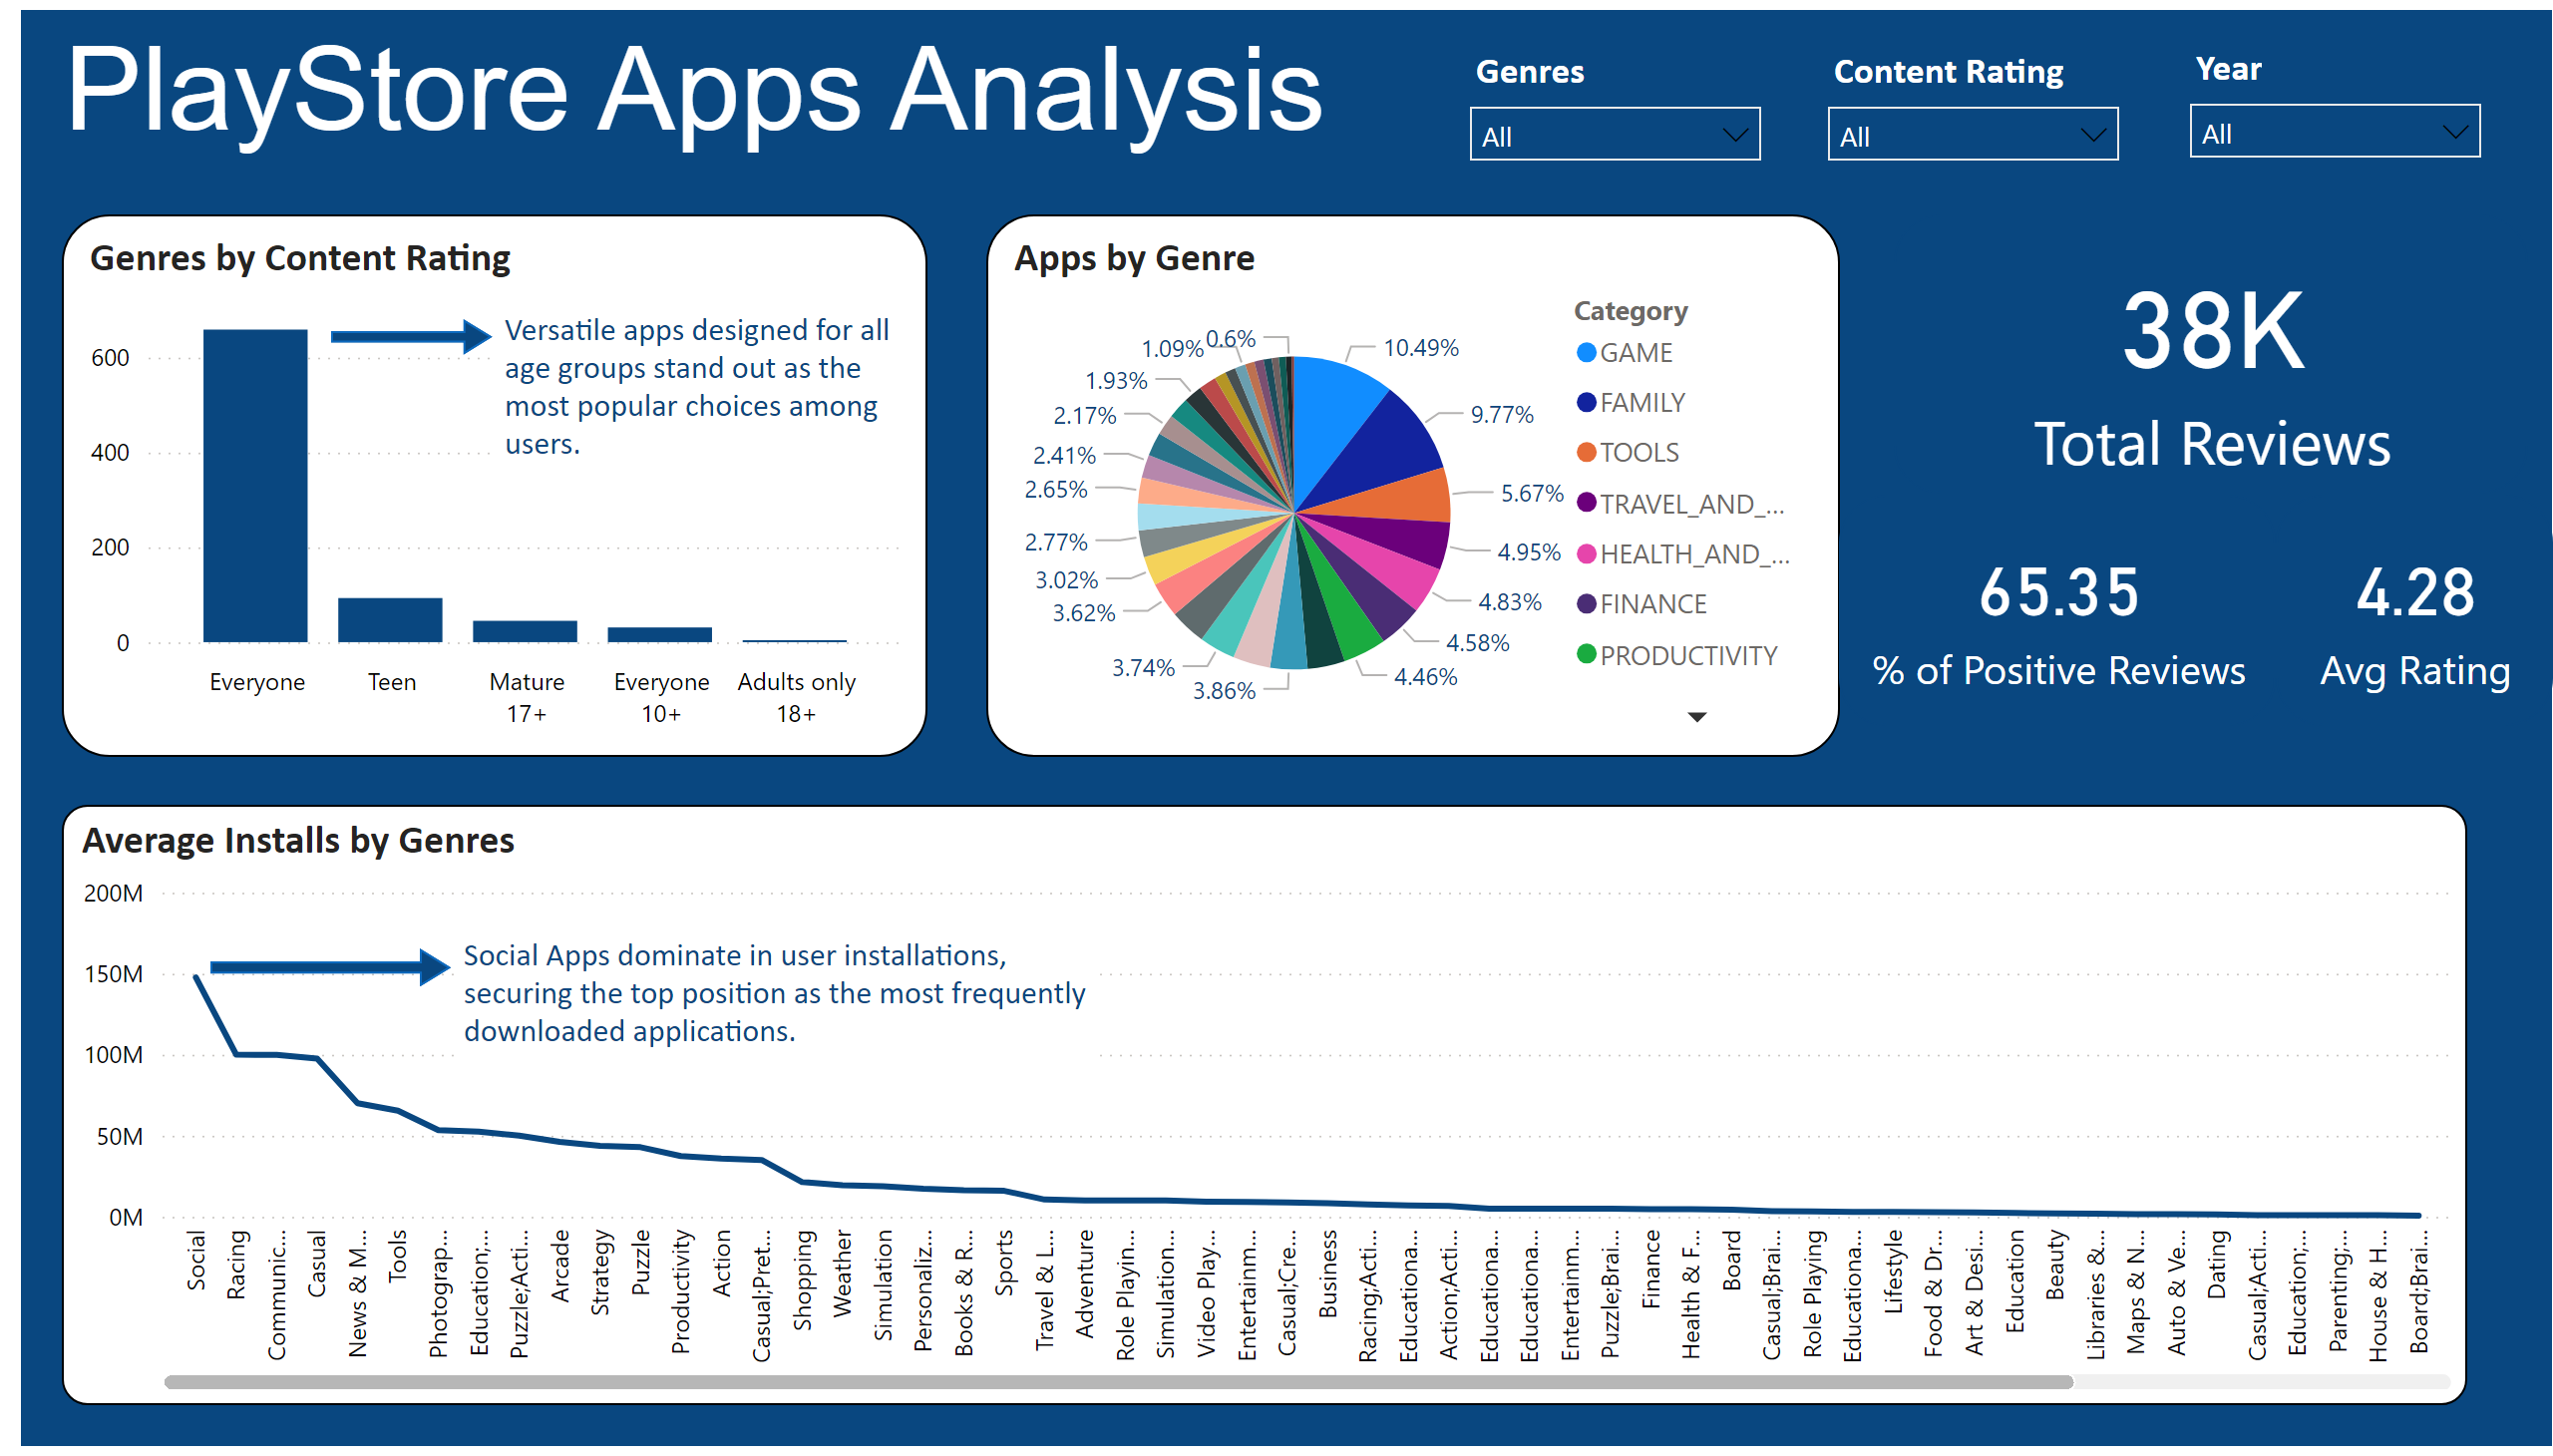 PlayStore Apps Analysis
Genres
All
Content Rating
All
Year
All
Genres by Content Rating
600
400
200
0
Versatile apps designed for all
age groups stand out as the
most popular choices among
users.
Everyone
Teen
Mature
17+
Everyone
10+
Adults only
18+
Apps by Genre
10.49%
9.77%
5.67%
4.95%
4.83%
4.58%
4.46%
3.86%
3.74%
3.62%
3.02%
2.77%
2.65%
2.41%
2.17%
1.93%
1.09%
0.6%
Category
GAME
FAMILY
TOOLS
TRAVEL_AND_...
HEALTH_AND_...
FINANCE
PRODUCTIVITY
38K
Total Reviews
65.35
% of Positive Reviews
4.28
Avg Rating
Average Installs by Genres
200M
150M
100M
50M
0M
Social Apps dominate in user installations,
securing the top position as the most frequently
downloaded applications.
Social
Racing
Communic...
Casual
News & M...
Tools
Photograp...
Education;...
Puzzle;Acti...
Arcade
Strategy
Puzzle
Productivity
Action
Casual;Pret...
Shopping
Weather
Simulation
Personaliz...
Books & R...
Sports
Travel & L...
Adventure
Role Playin...
Simulation...
Video Play...
Entertainm...
Casual;Cre...
Business
Racing;Acti...
Educationa...
Action;Acti...
Educationa...
Educationa...
Entertainm...
Puzzle;Brai...
Finance
Health & F...
Board
Casual;Brai...
Role Playing
Educationa...
Lifestyle
Food & Dr...
Art & Desi...
Education
Beauty
Libraries &...
Maps & N...
Auto & Ve...
Dating
Casual;Acti...
Education;...
Parenting;...
House & H...
Board;Brai...